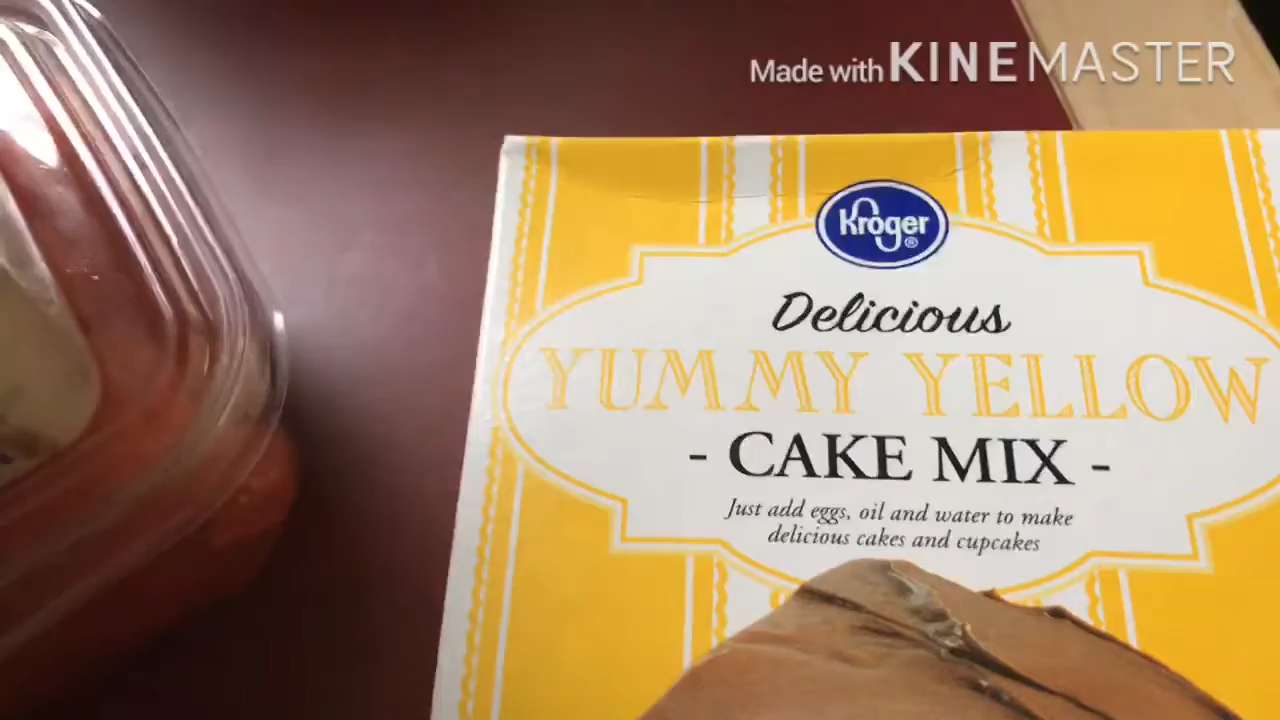 Made with KINEMASTER
Kröger®
Delicious
YUMMY YELLOW
- CAKE MIX -
Just add eggs, oil and water to make
delicious cakes and cupcakes